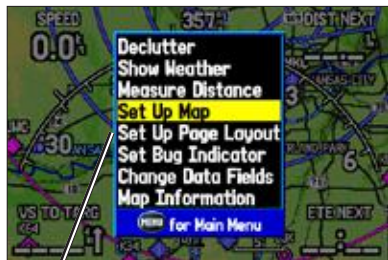 SPEED
357°
DIST NEXT
0.0
Declutter
Show Weather
Measure Distance
Set Up Map
Set Up Page Layout
Set Bug Indicator
Change Data Fields
Map Information
MENU for Main Menu
30
3
6
VS TO TARG
ETE NEXT